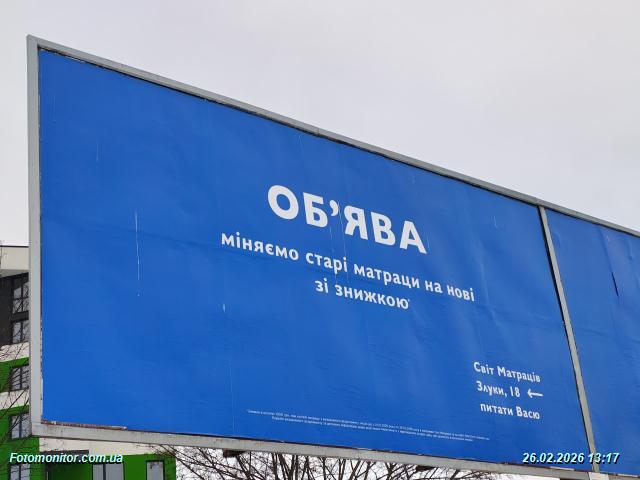 ОБ'ЯВА
міняємо старі матраци на нові
зі знижкою*
Світ Матраців
Злуки, 18 ←
питати Васю
Fotomonitor.com.ua
26.02.2026 13:17